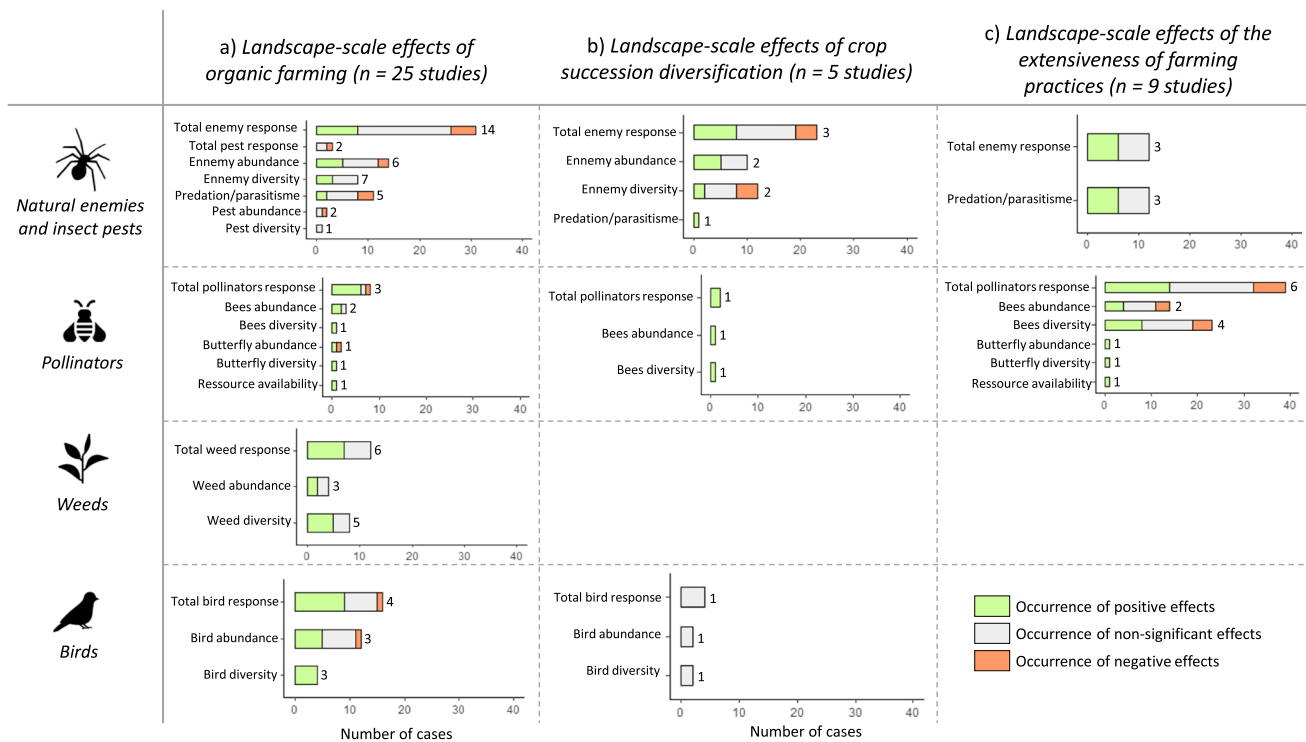 a) Landscape-scale effects of
organic farming (n = 25 studies)
b) Landscape-scale effects of crop
succession diversification (n = 5 studies)
c) Landscape-scale effects of the
extensiveness of farming
practices (n = 9 studies)
Natural enemies
and insect pests
Total enemy response 14
Total pest response 2
Ennemy abundance 6
Ennemy diversity 7
Predation/parasitisme 5
Pest abundance 2
Pest diversity 1
0 10 20 30 40
Total enemy response 3
Ennemy abundance 2
Ennemy diversity 2
Predation/parasitisme 1
0 10 20 30 40
Total enemy response 3
Predation/parasitisme 3
0 10 20 30 40
Pollinators
Total pollinators response 3
Bees abundance 2
Bees diversity 1
Butterfly abundance 1
Butterfly diversity 1
Ressource availability 1
0 10 20 30 40
Total pollinators response 1
Bees abundance 1
Bees diversity 1
0 10 20 30 40
Total pollinators response 6
Bees abundance 2
Bees diversity 4
Butterfly abundance 1
Butterfly diversity 1
Ressource availability 1
0 10 20 30 40
Weeds
Total weed response 6
Weed abundance 3
Weed diversity 5
0 10 20 30 40
Birds
Total bird response 4
Bird abundance 3
Bird diversity 3
0 10 20 30 40
Number of cases
Total bird response 1
Bird abundance 1
Bird diversity 1
0 10 20 30 40
Number of cases
Occurrence of positive effects
Occurrence of non-significant effects
Occurrence of negative effects